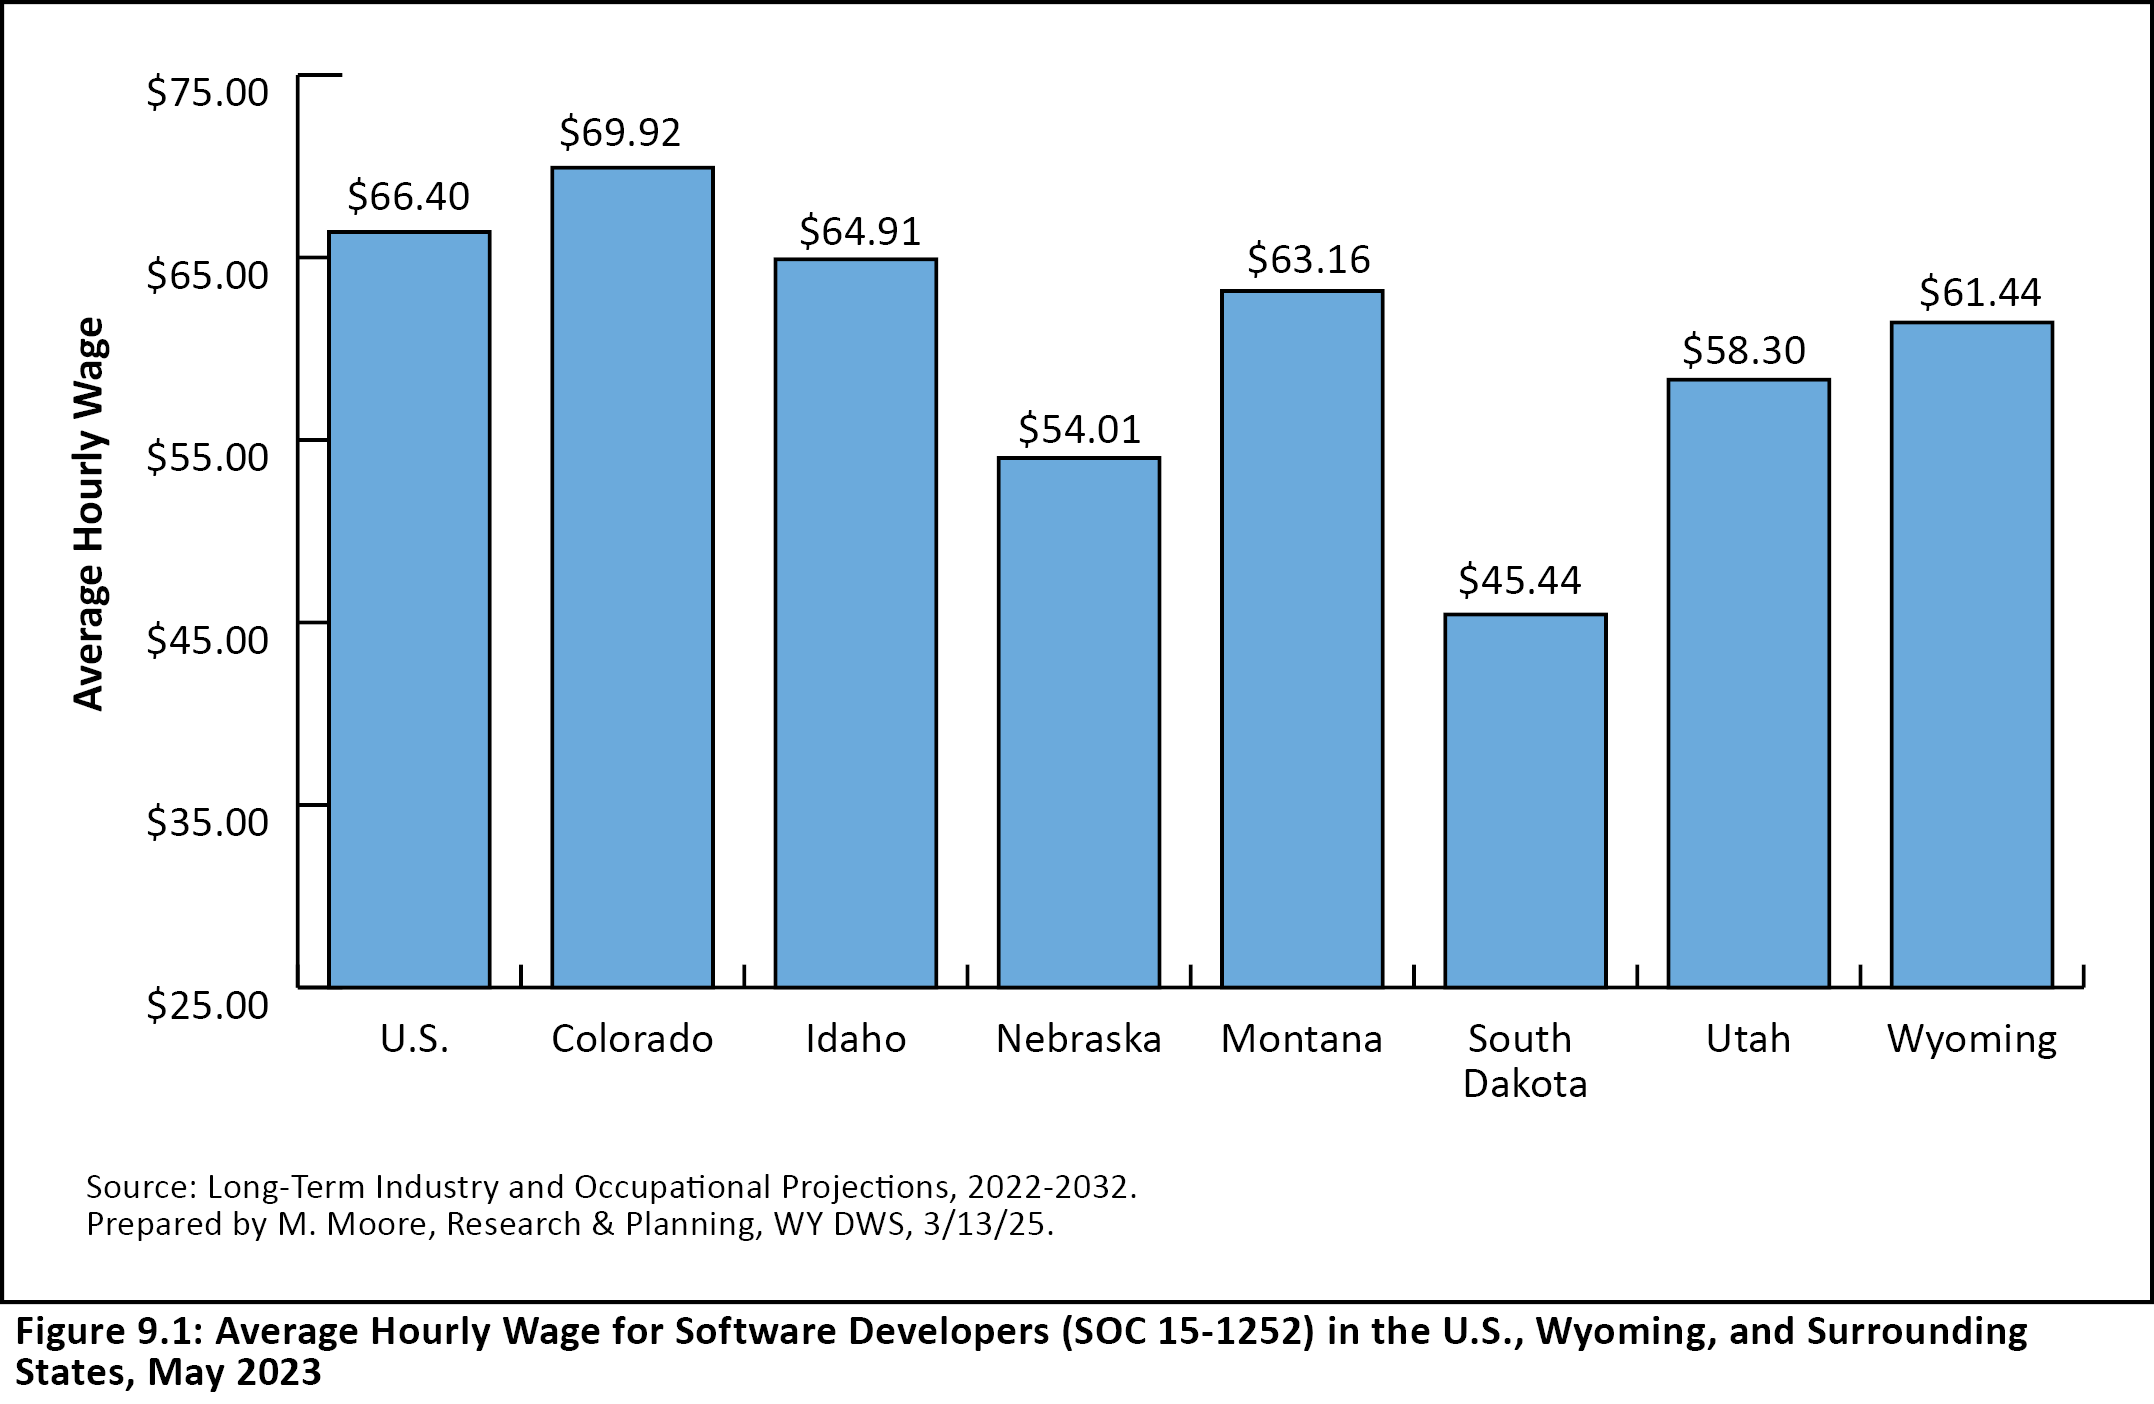 $75.00
$65.00
$55.00
$45.00
$35.00
$25.00
Average Hourly Wage
$66.40
$69.92
$64.91
$54.01
$63.16
$45.44
$58.30
$61.44
U.S.
Colorado
Idaho
Nebraska
Montana
South
Dakota
Utah
Wyoming
Source: Long-Term Industry and Occupational Projections, 2022-2032.
Prepared by M. Moore, Research & Planning, WY DWS, 3/13/25.
Figure 9.1: Average Hourly Wage for Software Developers (SOC 15-1252) in the U.S., Wyoming, and Surrounding
States, May 2023